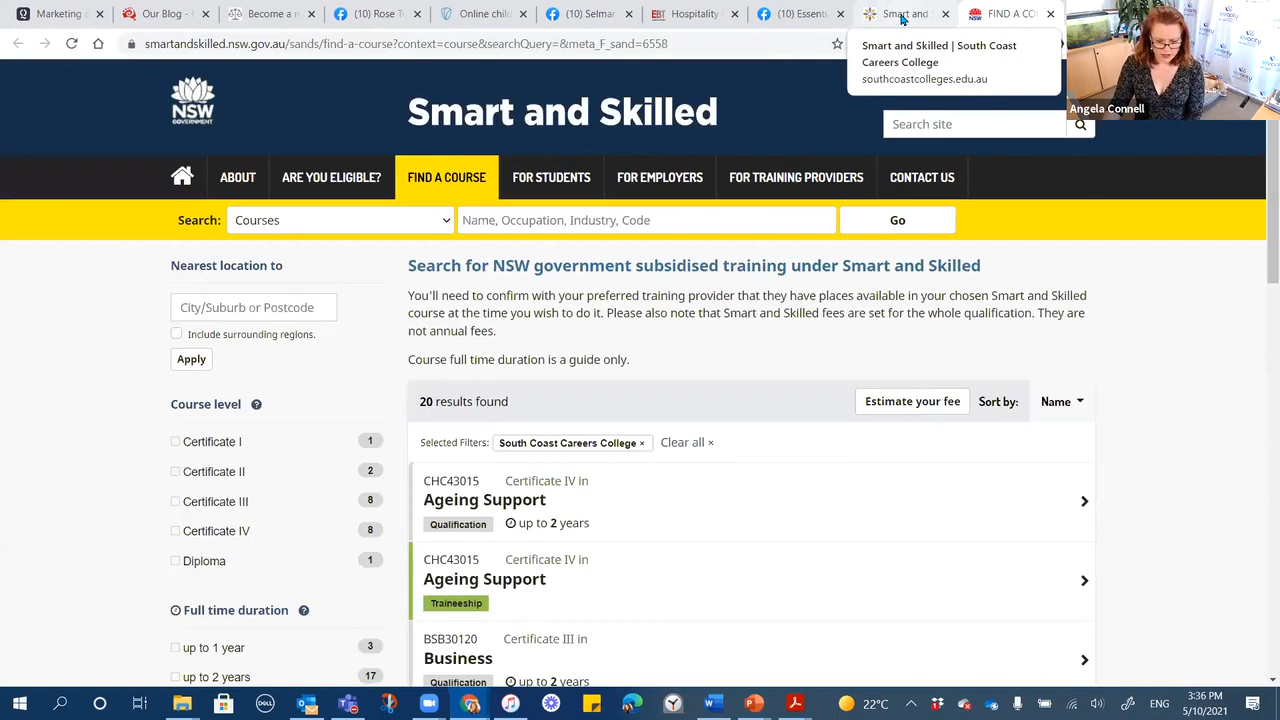 Marketing a
Our Blog -
Become a m
(10) Rose T
Online child
(10) Selmar
EBT Hospitality
(10) Essent
Smart and S
FIND A CO
smartandskilled.nsw.gov.au/sands/find-a-course?context=course&searchQuery=&meta_F_sand=6558
Smart and Skilled | South Coast
Careers College
southcoastcolleges.edu.au
vivacity
Angela Connell
NSW
GOVERNMENT
Smart and Skilled
Search site
ABOUT
ARE YOU ELIGIBLE?
FIND A COURSE
FOR STUDENTS
FOR EMPLOYERS
FOR TRAINING PROVIDERS
CONTACT US
Search:
Courses
Name, Occupation, Industry, Code
Go
Nearest location to
City/Suburb or Postcode
Include surrounding regions.
Apply
Course level ?
Certificate I 1
Certificate II 2
Certificate III 8
Certificate IV 8
Diploma 1
Full time duration ?
up to 1 year 3
up to 2 years 17
Search for NSW government subsidised training under Smart and Skilled
You'll need to confirm with your preferred training provider that they have places available in your chosen Smart and Skilled
course at the time you wish to do it. Please also note that Smart and Skilled fees are set for the whole qualification. They are
not annual fees.
Course full time duration is a guide only.
20 results found
Estimate your fee
Sort by:
Name
Selected Filters:
South Coast Careers College ×
Clear all ×
CHC43015 Certificate IV in
Ageing Support
Qualification up to 2 years
CHC43015 Certificate IV in
Ageing Support
Traineeship
BSB30120 Certificate III in
Business
Qualification up to 2 years
DELL
22°C
ENG
3:36 PM
5/10/2021